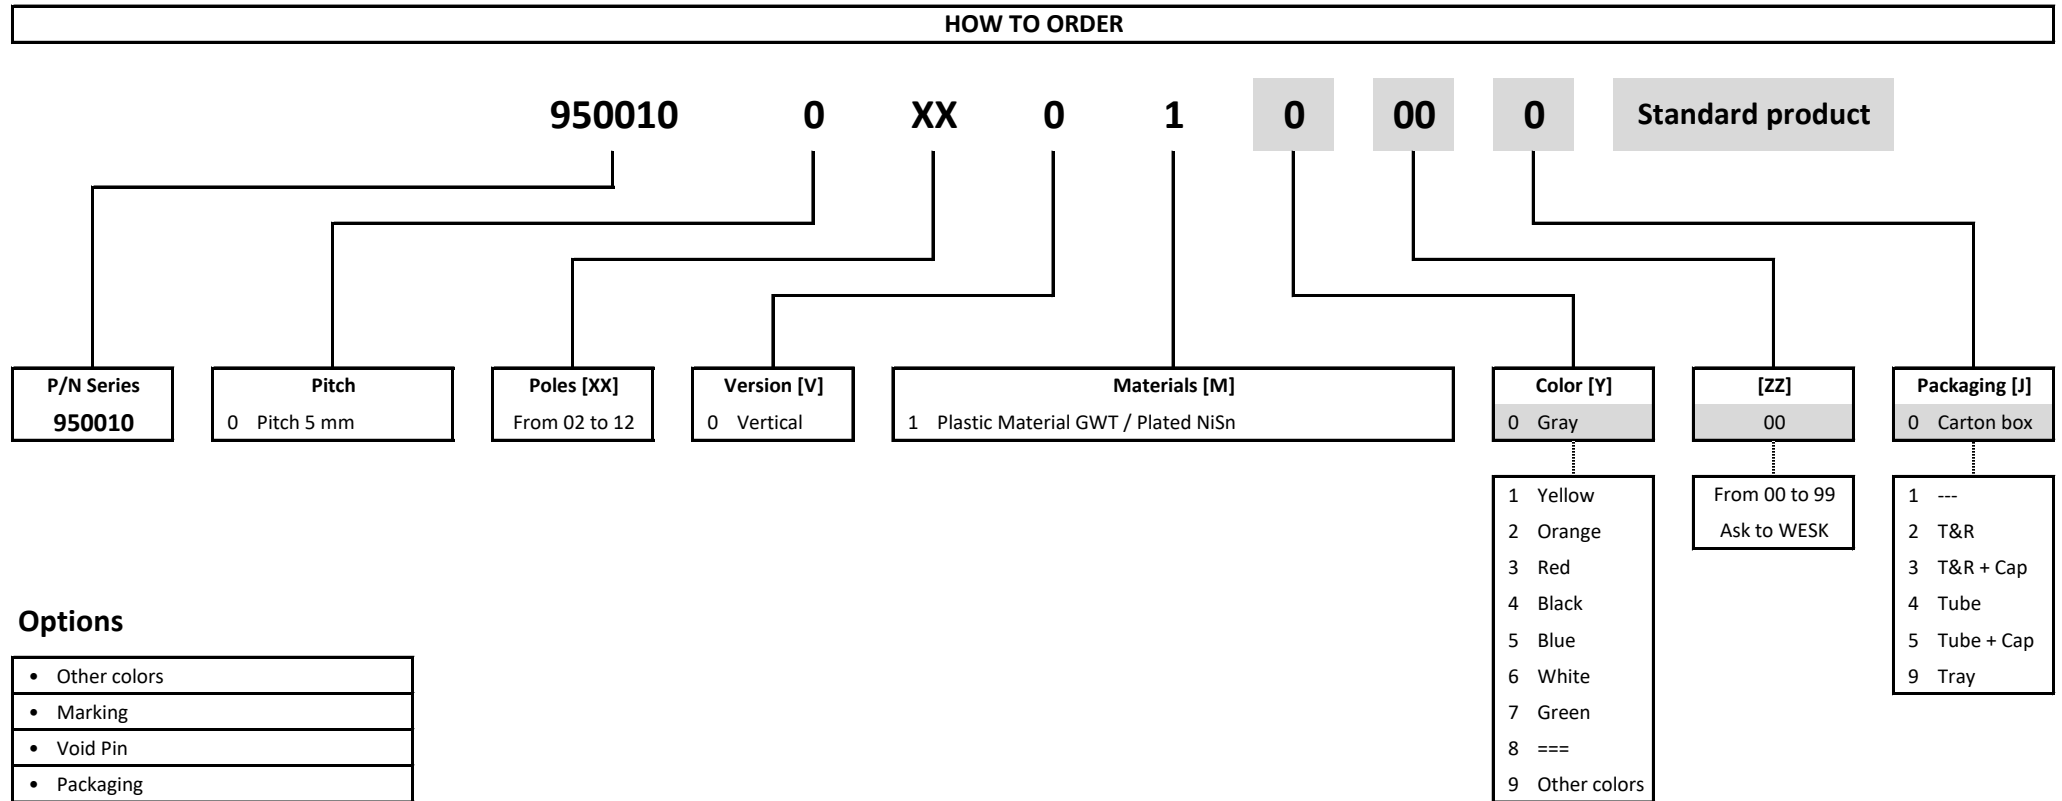 HOW TO ORDER
950010 0 XX 0 1 0 00 0 Standard product
P/N Series Pitch Poles [XX] Version [V] Materials [M] Color [Y] [ZZ] Packaging [J]
950010 0 Pitch 5 mm From 02 to 12 0 Vertical 1 Plastic Material GWT / Plated NiSn 0 Gray 00 0 Carton box
1 Yellow From 00 to 99 1 ---
2 Orange Ask to WESK 2 T&R
3 Red 3 T&R + Cap
4 Black 4 Tube
Options
5 Blue 5 Tube + Cap
• Other colors 6 White 9 Tray
• Marking 7 Green
• Void Pin 8 ===
• Packaging 9 Other colors